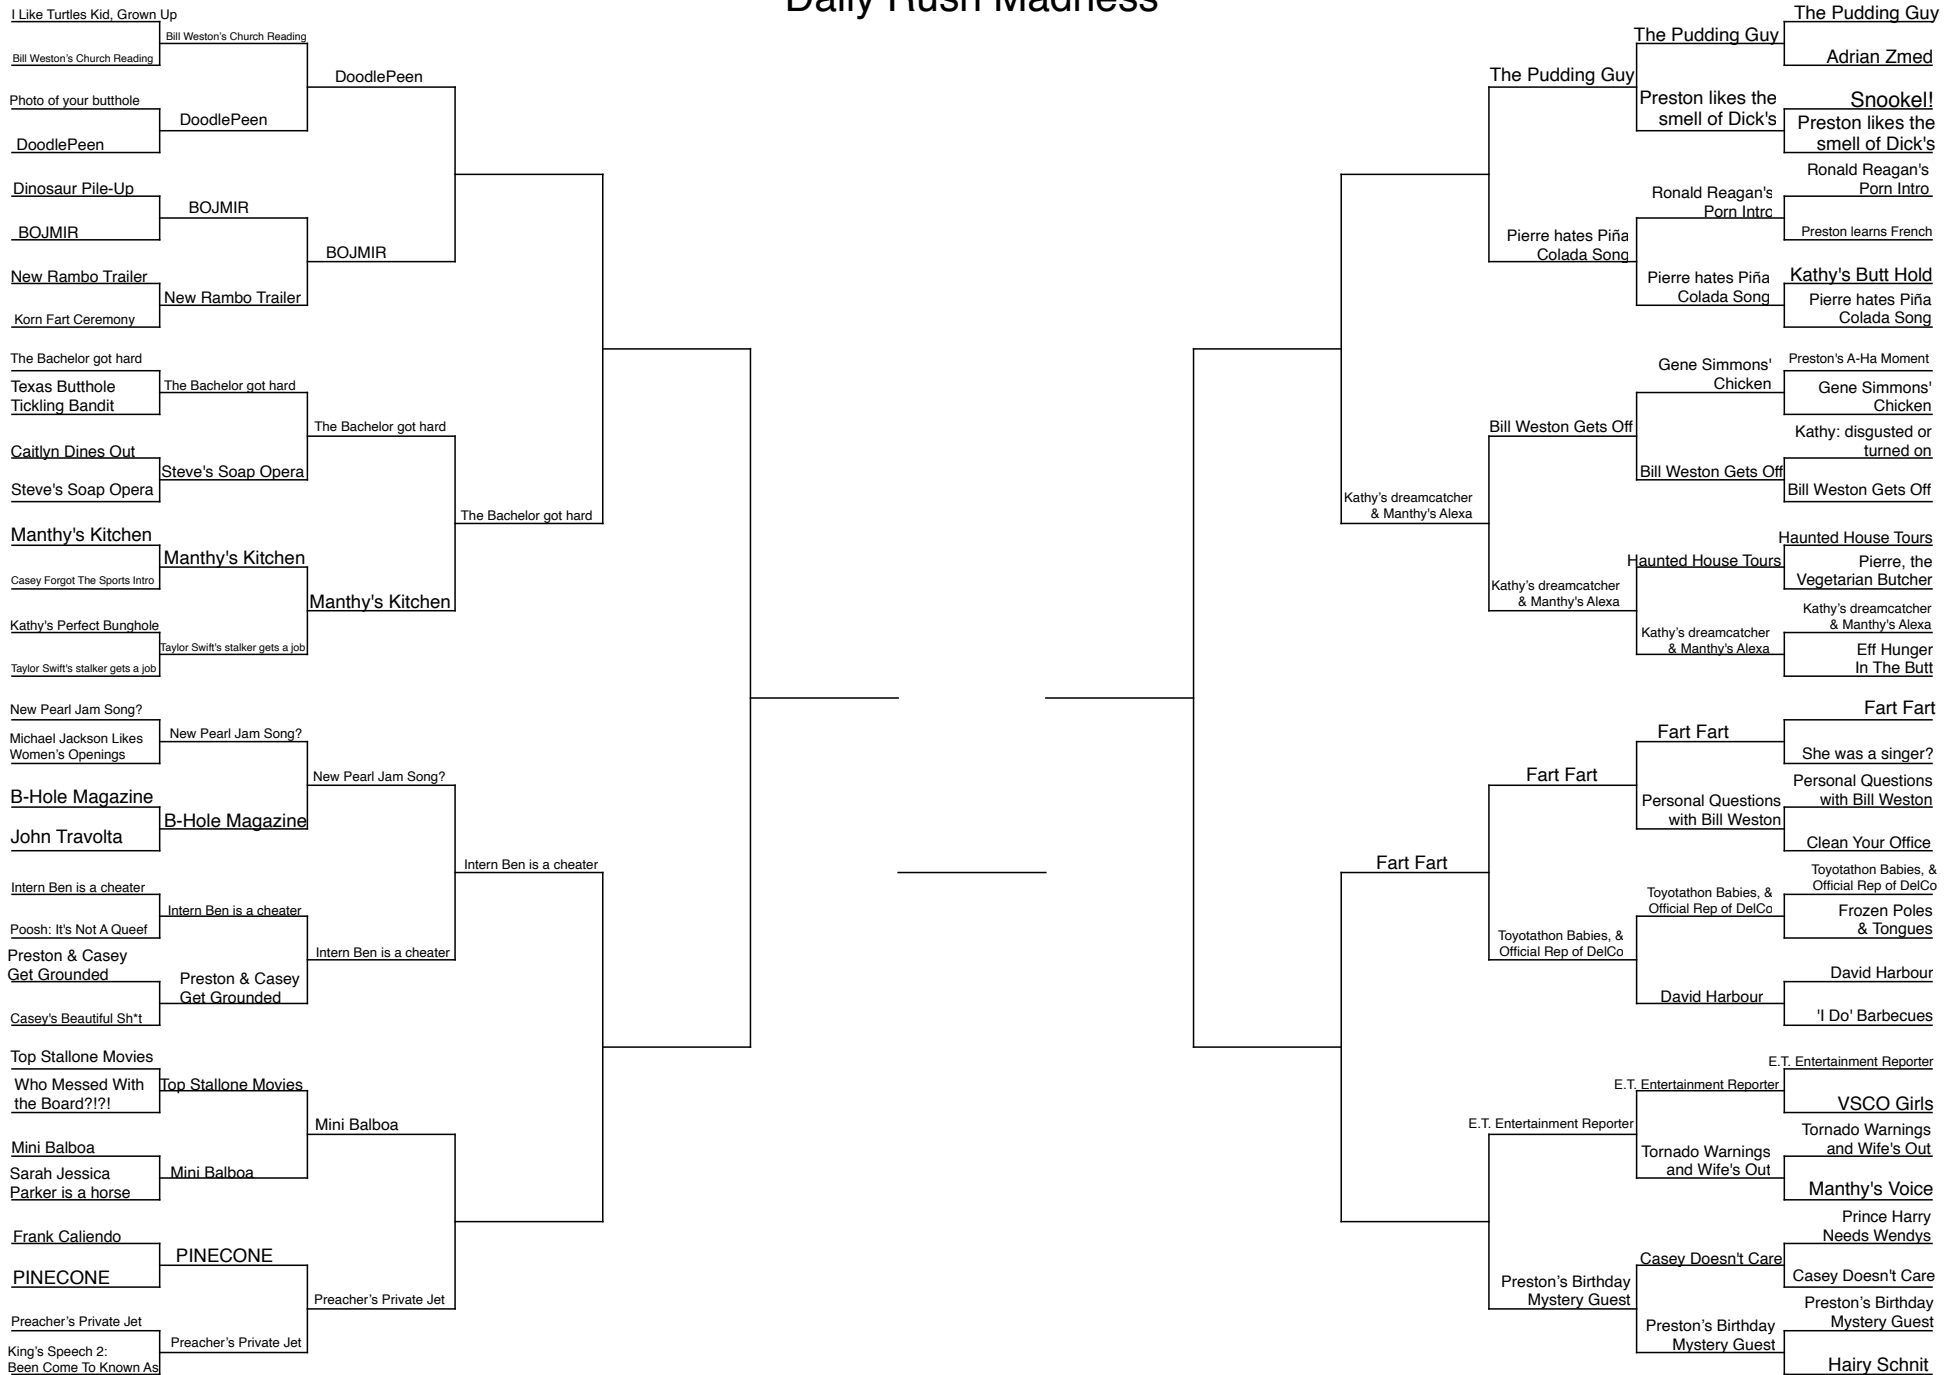 Daily Rush Madness
I Like Turtles Kid, Grown Up
Bill Weston's Church Reading
Photo of your butthole
DoodlePeen
Dinosaur Pile-Up
BOJMIR
New Rambo Trailer
Korn Fart Ceremony
The Bachelor got hard
Texas Butthole
Tickling Bandit
Caitlyn Dines Out
Steve's Soap Opera
Manthy's Kitchen
Casey Forgot The Sports Intro
Kathy's Perfect Bunghole
Taylor Swift's stalker gets a job
New Pearl Jam Song?
Michael Jackson Likes
Women's Openings
B-Hole Magazine
John Travolta
Intern Ben is a cheater
Poosh: It's Not A Queef
Preston & Casey
Get Grounded
Casey's Beautiful Sh*t
Top Stallone Movies
Who Messed With
the Board?!?!
Mini Balboa
Sarah Jessica
Parker is a horse
Frank Caliendo
PINECONE
Preacher's Private Jet
King's Speech 2:
Been Come To Known As
Bill Weston's Church Reading
DoodlePeen
BOJMIR
New Rambo Trailer
The Bachelor got hard
Steve's Soap Opera
Manthy's Kitchen
Taylor Swift's stalker gets a job
New Pearl Jam Song?
B-Hole Magazine
Intern Ben is a cheater
Preston & Casey
Get Grounded
Top Stallone Movies
Mini Balboa
PINECONE
Preacher's Private Jet
DoodlePeen
BOJMIR
The Bachelor got hard
Manthy's Kitchen
New Pearl Jam Song?
Intern Ben is a cheater
Mini Balboa
Preacher's Private Jet
The Bachelor got hard
Intern Ben is a cheater
Kathy's dreamcatcher
& Manthy's Alexa
Fart Fart
The Pudding Guy
Pierre hates Piña
Colada Song
Bill Weston Gets Off
Kathy's dreamcatcher
& Manthy's Alexa
Fart Fart
Toyotathon Babies, &
Official Rep of DelCo
E.T. Entertainment Reporter
Preston's Birthday
Mystery Guest
The Pudding Guy
Preston likes the
smell of Dick's
Ronald Reagan's
Porn Intro
Pierre hates Piña
Colada Song
Gene Simmons'
Chicken
Bill Weston Gets Off
Haunted House Tours
Kathy's dreamcatcher
& Manthy's Alexa
Fart Fart
Personal Questions
with Bill Weston
Toyotathon Babies, &
Official Rep of DelCo
David Harbour
E.T. Entertainment Reporter
Tornado Warnings
and Wife's Out
Casey Doesn't Care
Preston's Birthday
Mystery Guest
The Pudding Guy
Adrian Zmed
Snookel!
Preston likes the
smell of Dick's
Ronald Reagan's
Porn Intro
Preston learns French
Kathy's Butt Hold
Pierre hates Piña
Colada Song
Preston's A-Ha Moment
Gene Simmons'
Chicken
Kathy: disgusted or
turned on
Bill Weston Gets Off
Haunted House Tours
Pierre, the
Vegetarian Butcher
Kathy's dreamcatcher
& Manthy's Alexa
Eff Hunger
In The Butt
Fart Fart
She was a singer?
Personal Questions
with Bill Weston
Clean Your Office
Toyotathon Babies, &
Official Rep of DelCo
Frozen Poles
& Tongues
David Harbour
'I Do' Barbecues
E.T. Entertainment Reporter
VSCO Girls
Tornado Warnings
and Wife's Out
Manthy's Voice
Prince Harry
Needs Wendys
Casey Doesn't Care
Preston's Birthday
Mystery Guest
Hairy Schnit